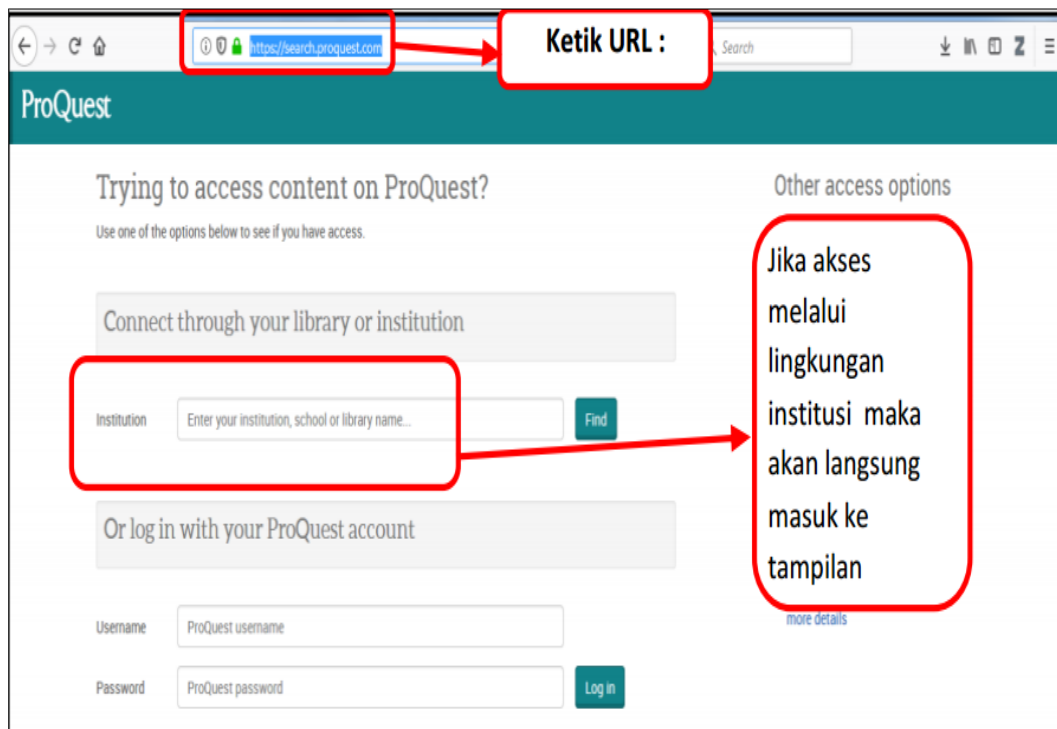 https://search.proquest.com
Ketik URL :
Search
ProQuest
Trying to access content on ProQuest?
Use one of the options below to see if you have access.
Connect through your library or institution
Institution
Enter your institution, school or library name...
Find
Or log in with your ProQuest account
Username
ProQuest username
Password
ProQuest password
Log in
Other access options
Jika akses
melalui
lingkungan
institusi maka
akan langsung
masuk ke
tampilan
more details